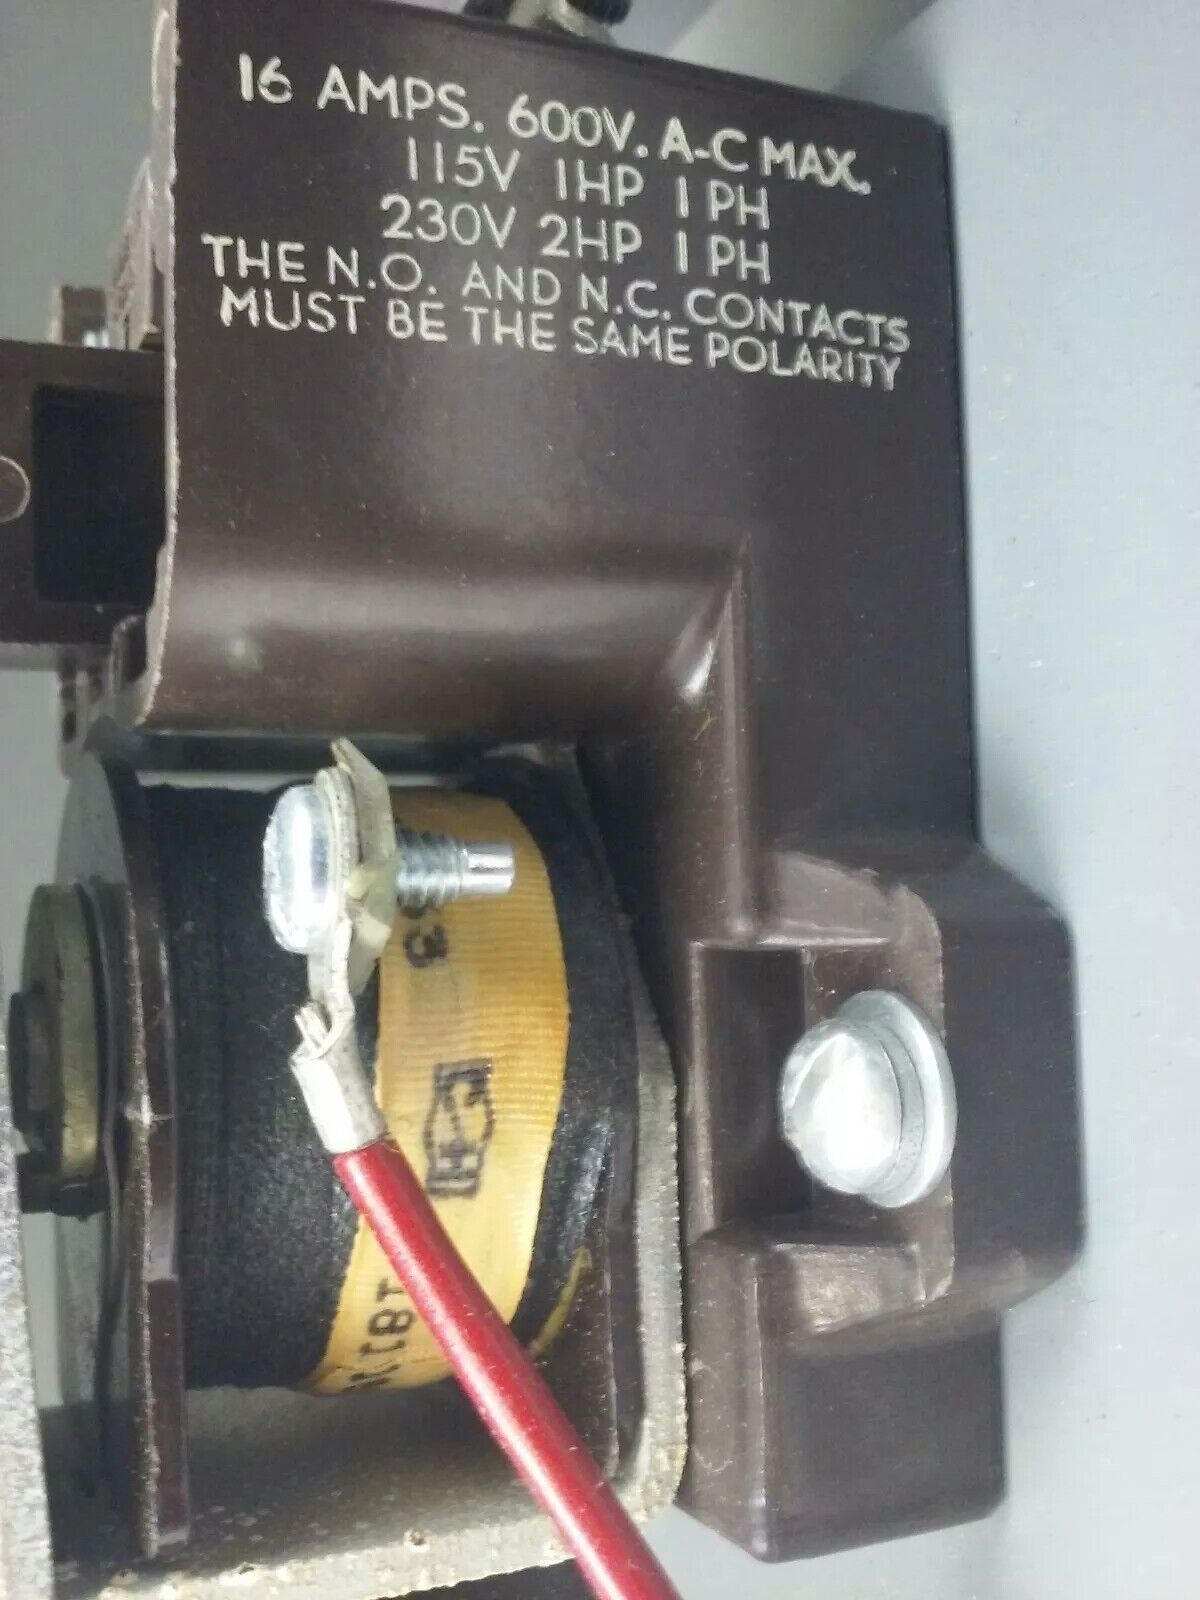 16 AMPS. 600V. A-C MAX.
115V 1HP 1 PH
230V 2HP 1 PH
THE N.O. AND N.C. CONTACTS
MUST BE THE SAME POLARITY
C-H